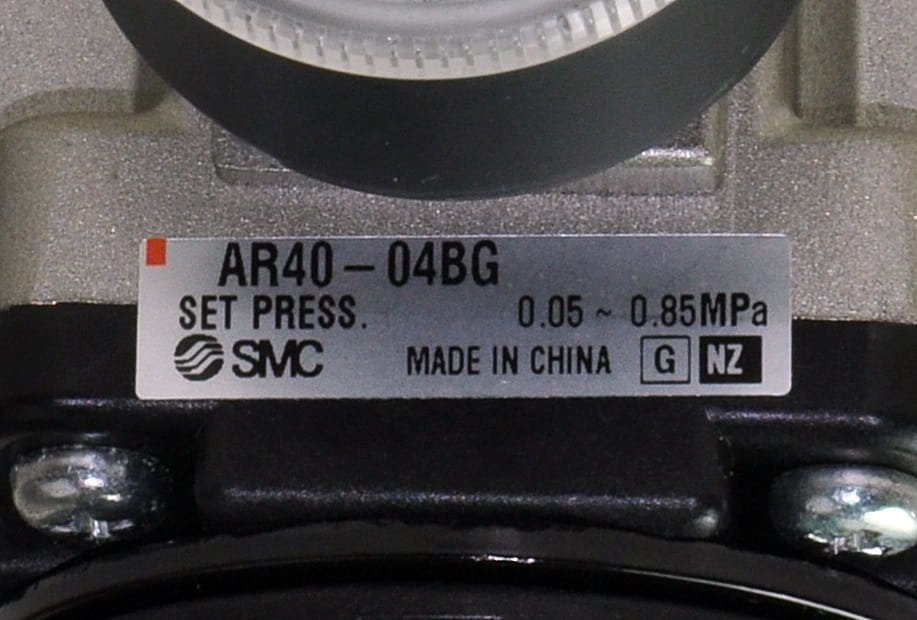 AR40-04BG
SET PRESS. 0.05 ~ 0.85MPa
SMC MADE IN CHINA G NZ